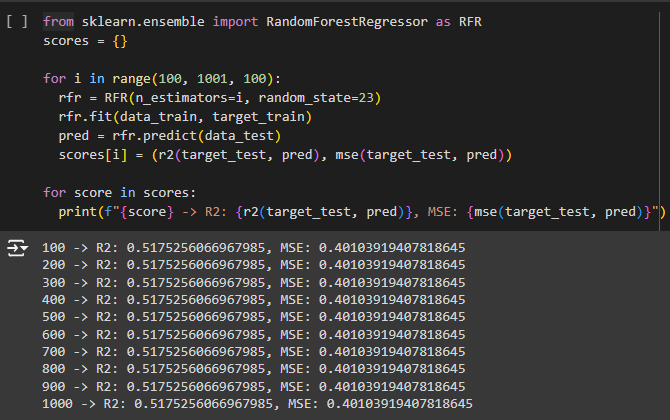 [ ] from sklearn.ensemble import RandomForestRegressor as RFR
scores = {}
for i in range(100, 1001, 100):
  rfr = RFR(n_estimators=i, random_state=23)
  rfr.fit(data_train, target_train)
  pred = rfr.predict(data_test)
  scores[i] = (r2(target_test, pred), mse(target_test, pred))
for score in scores:
  print(f"{score} -> R2: {r2(target_test, pred)}, MSE: {mse(target_test, pred)}")
100 -> R2: 0.5175256066967985, MSE: 0.40103919407818645
200 -> R2: 0.5175256066967985, MSE: 0.40103919407818645
300 -> R2: 0.5175256066967985, MSE: 0.40103919407818645
400 -> R2: 0.5175256066967985, MSE: 0.40103919407818645
500 -> R2: 0.5175256066967985, MSE: 0.40103919407818645
600 -> R2: 0.5175256066967985, MSE: 0.40103919407818645
700 -> R2: 0.5175256066967985, MSE: 0.40103919407818645
800 -> R2: 0.5175256066967985, MSE: 0.40103919407818645
900 -> R2: 0.5175256066967985, MSE: 0.40103919407818645
1000 -> R2: 0.5175256066967985, MSE: 0.40103919407818645